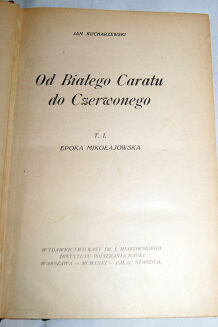 JAN KUCHARZEWSKI
Od Białego Caratu
do Czerwonego
T. I.
EPOKA MIKOŁAJOWSKA
WYDAWNICTWO KASY IM. J. MIANOWSKIEGO
INSTYTUTU POPIERANIA NAUKI
WARSZAWA — MCMXXVI — PAŁAC STASZICA